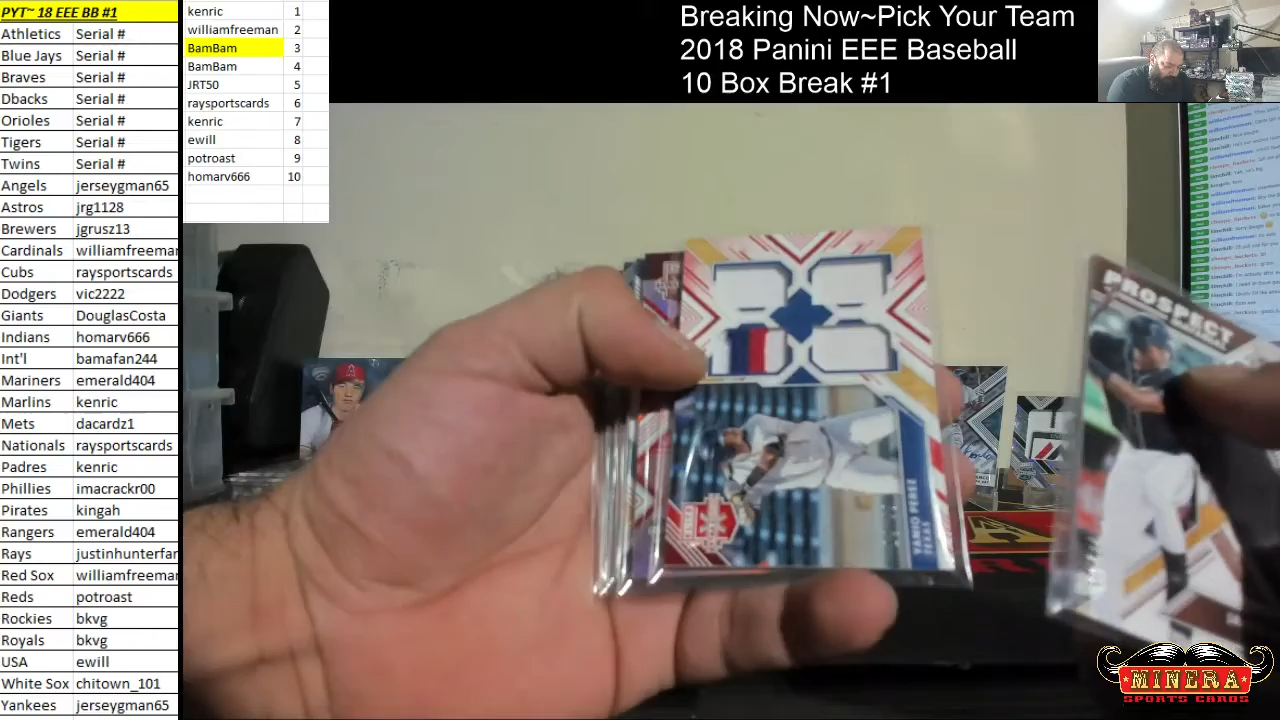 PYT~ 18 EEE BB #1
Athletics Serial #
Blue Jays Serial #
Braves Serial #
Dbacks Serial #
Orioles Serial #
Tigers Serial #
Twins Serial #
Angels jerseygman65
Astros jrg1128
Brewers jgrusz13
Cardinals williamfreeman
Cubs raysportscards
Dodgers vic2222
Giants DouglasCosta
Indians homarv666
Int'l bamafan244
Mariners emerald404
Marlins kenric
Mets dacardz1
Nationals raysportscards
Padres kenric
Phillies imacrackr00
Pirates kingah
Rangers emerald404
Rays justinhunterfan
Red Sox williamfreeman
Reds potroast
Rockies bkvg
Royals bkvg
USA ewill
White Sox chitown_101
Yankees jerseygman65
kenric 1
williamfreeman 2
BamBam 3
BamBam 4
JRT50 5
raysportscards 6
kenric 7
ewill 8
potroast 9
homarv666 10
Breaking Now~Pick Your Team
2018 Panini EEE Baseball
10 Box Break #1
PROSPECT
TEXAS
MINERA
SPORTS CARDS